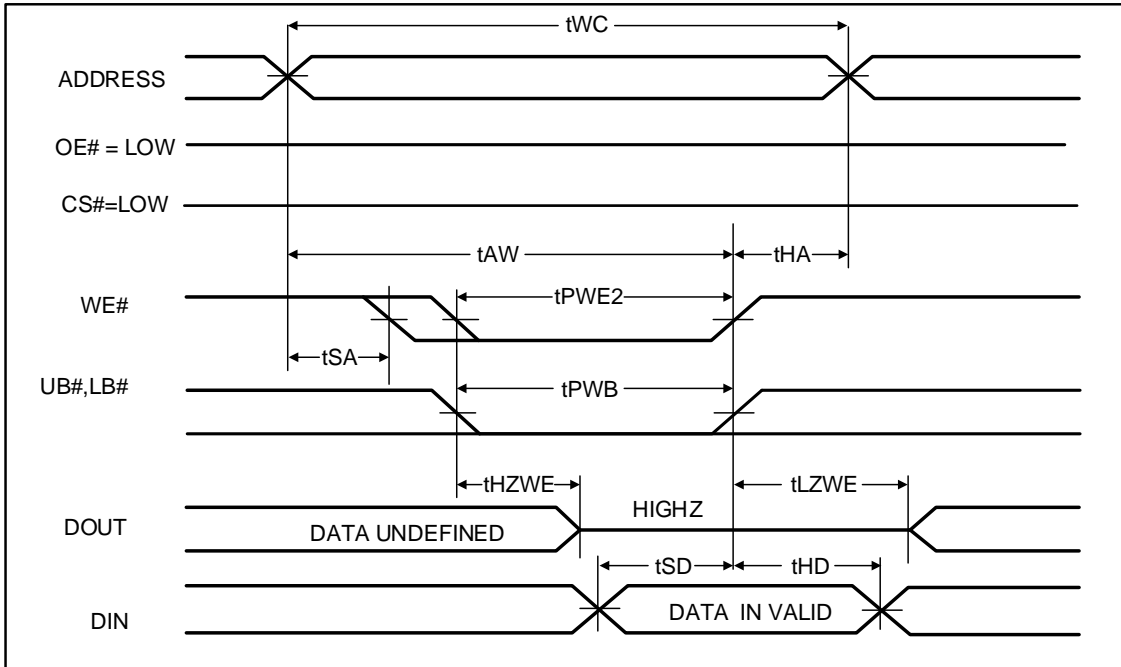 tWC
ADDRESS
OE# = LOW
CS#=LOW
tAW
tHA
WE#
tPWE2
tSA
UB#,LB#
tPWB
tHZWE
tLZWE
HIGHZ
DOUT
DATA UNDEFINED
tSD
tHD
DIN
DATA IN VALID